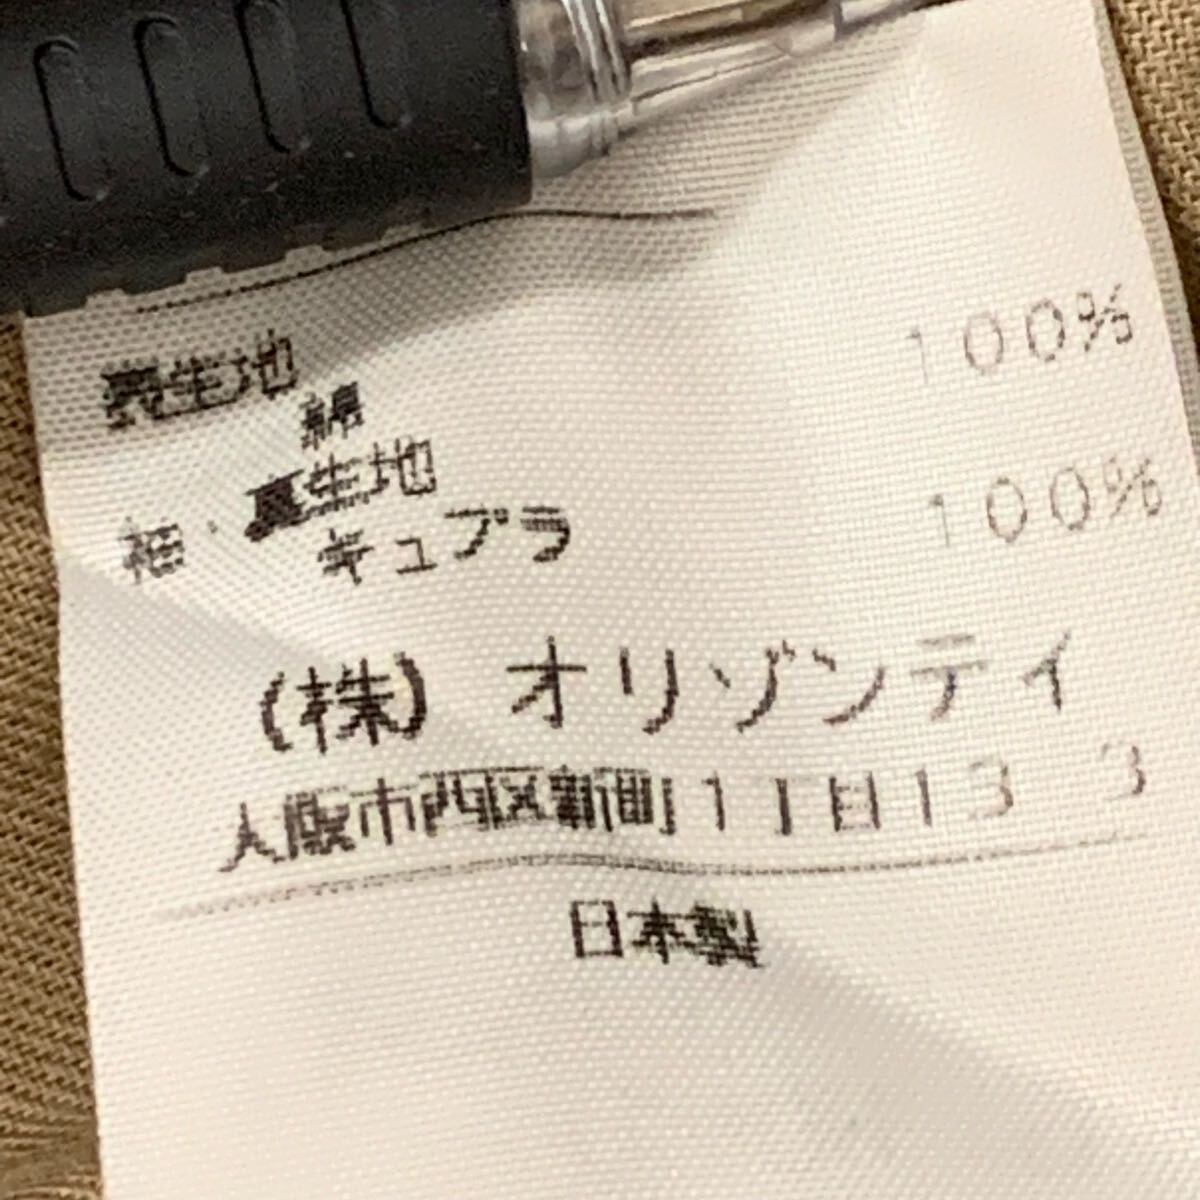 表生地
綿 100%
袖・裏生地
キュプラ 100%
(株) オリゾンティ
大阪市西区新町1丁目13 3
日本製